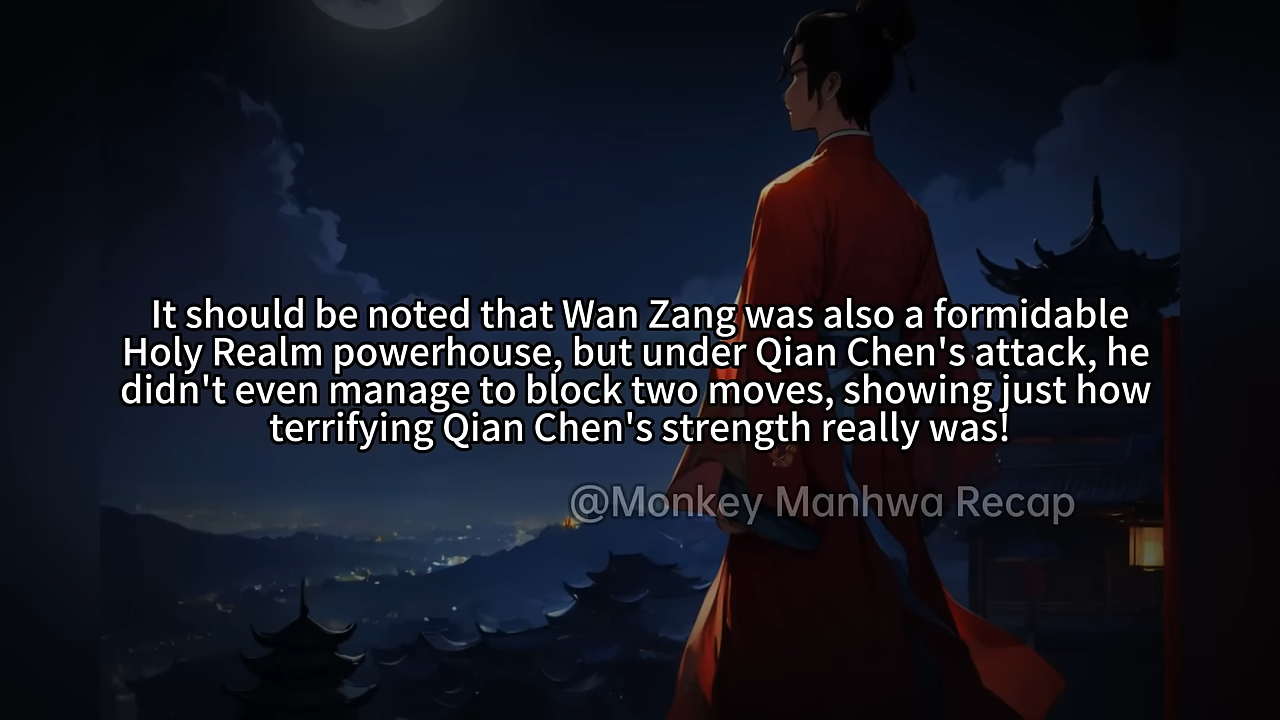 It should be noted that Wan Zang was also a formidable
Holy Realm powerhouse, but under Qian Chen's attack, he
didn't even manage to block two moves, showing just how
terrifying Qian Chen's strength really was!
@Monkey Manhwa Recap